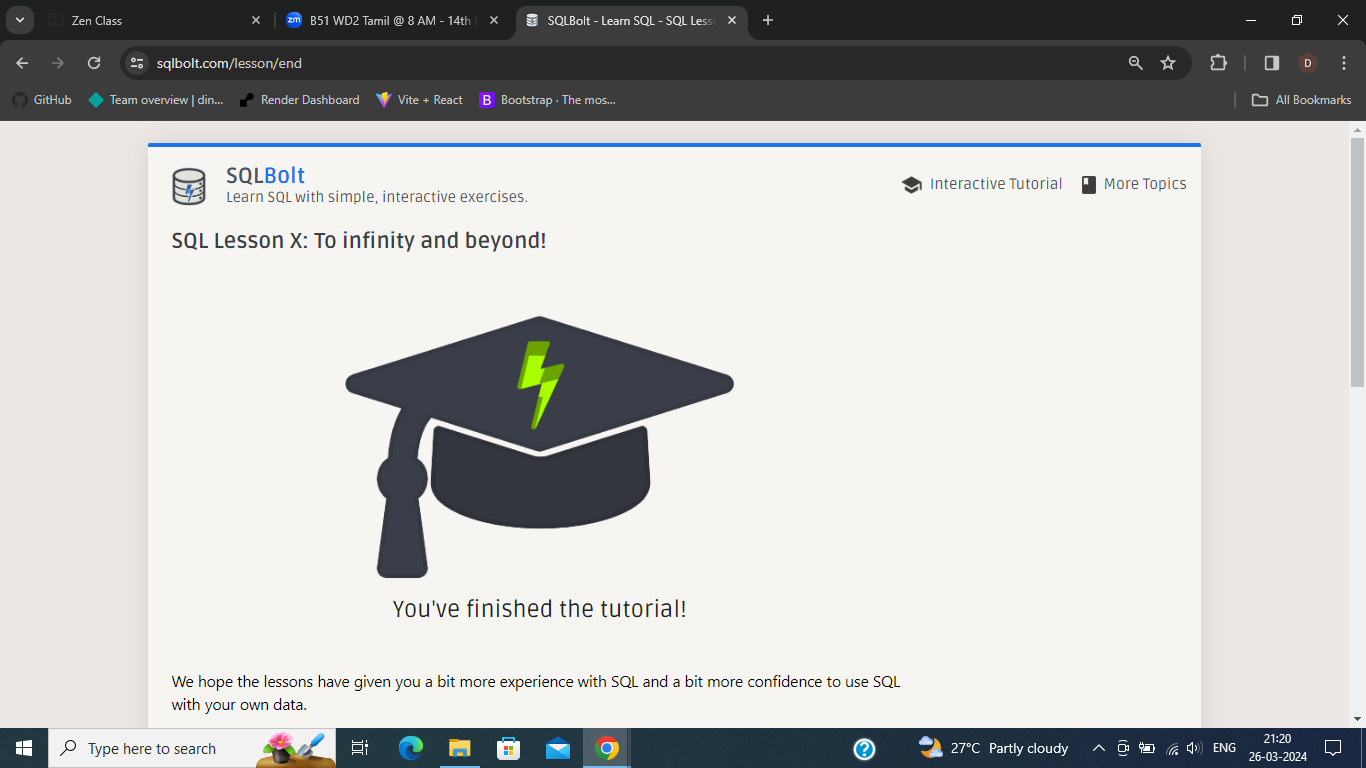 Zen Class
zm
B51 WD2 Tamil @ 8 AM - 14th
SQLBolt - Learn SQL - SQL Less
sqlbolt.com/lesson/end
D
GitHub
Team overview | din...
Render Dashboard
Vite + React
B
Bootstrap · The mos...
All Bookmarks
SQLBolt
Learn SQL with simple, interactive exercises.
Interactive Tutorial
More Topics
SQL Lesson X: To infinity and beyond!
You've finished the tutorial!
We hope the lessons have given you a bit more experience with SQL and a bit more confidence to use SQL
with your own data.
Type here to search
27°C Partly cloudy
ENG
21:20
26-03-2024